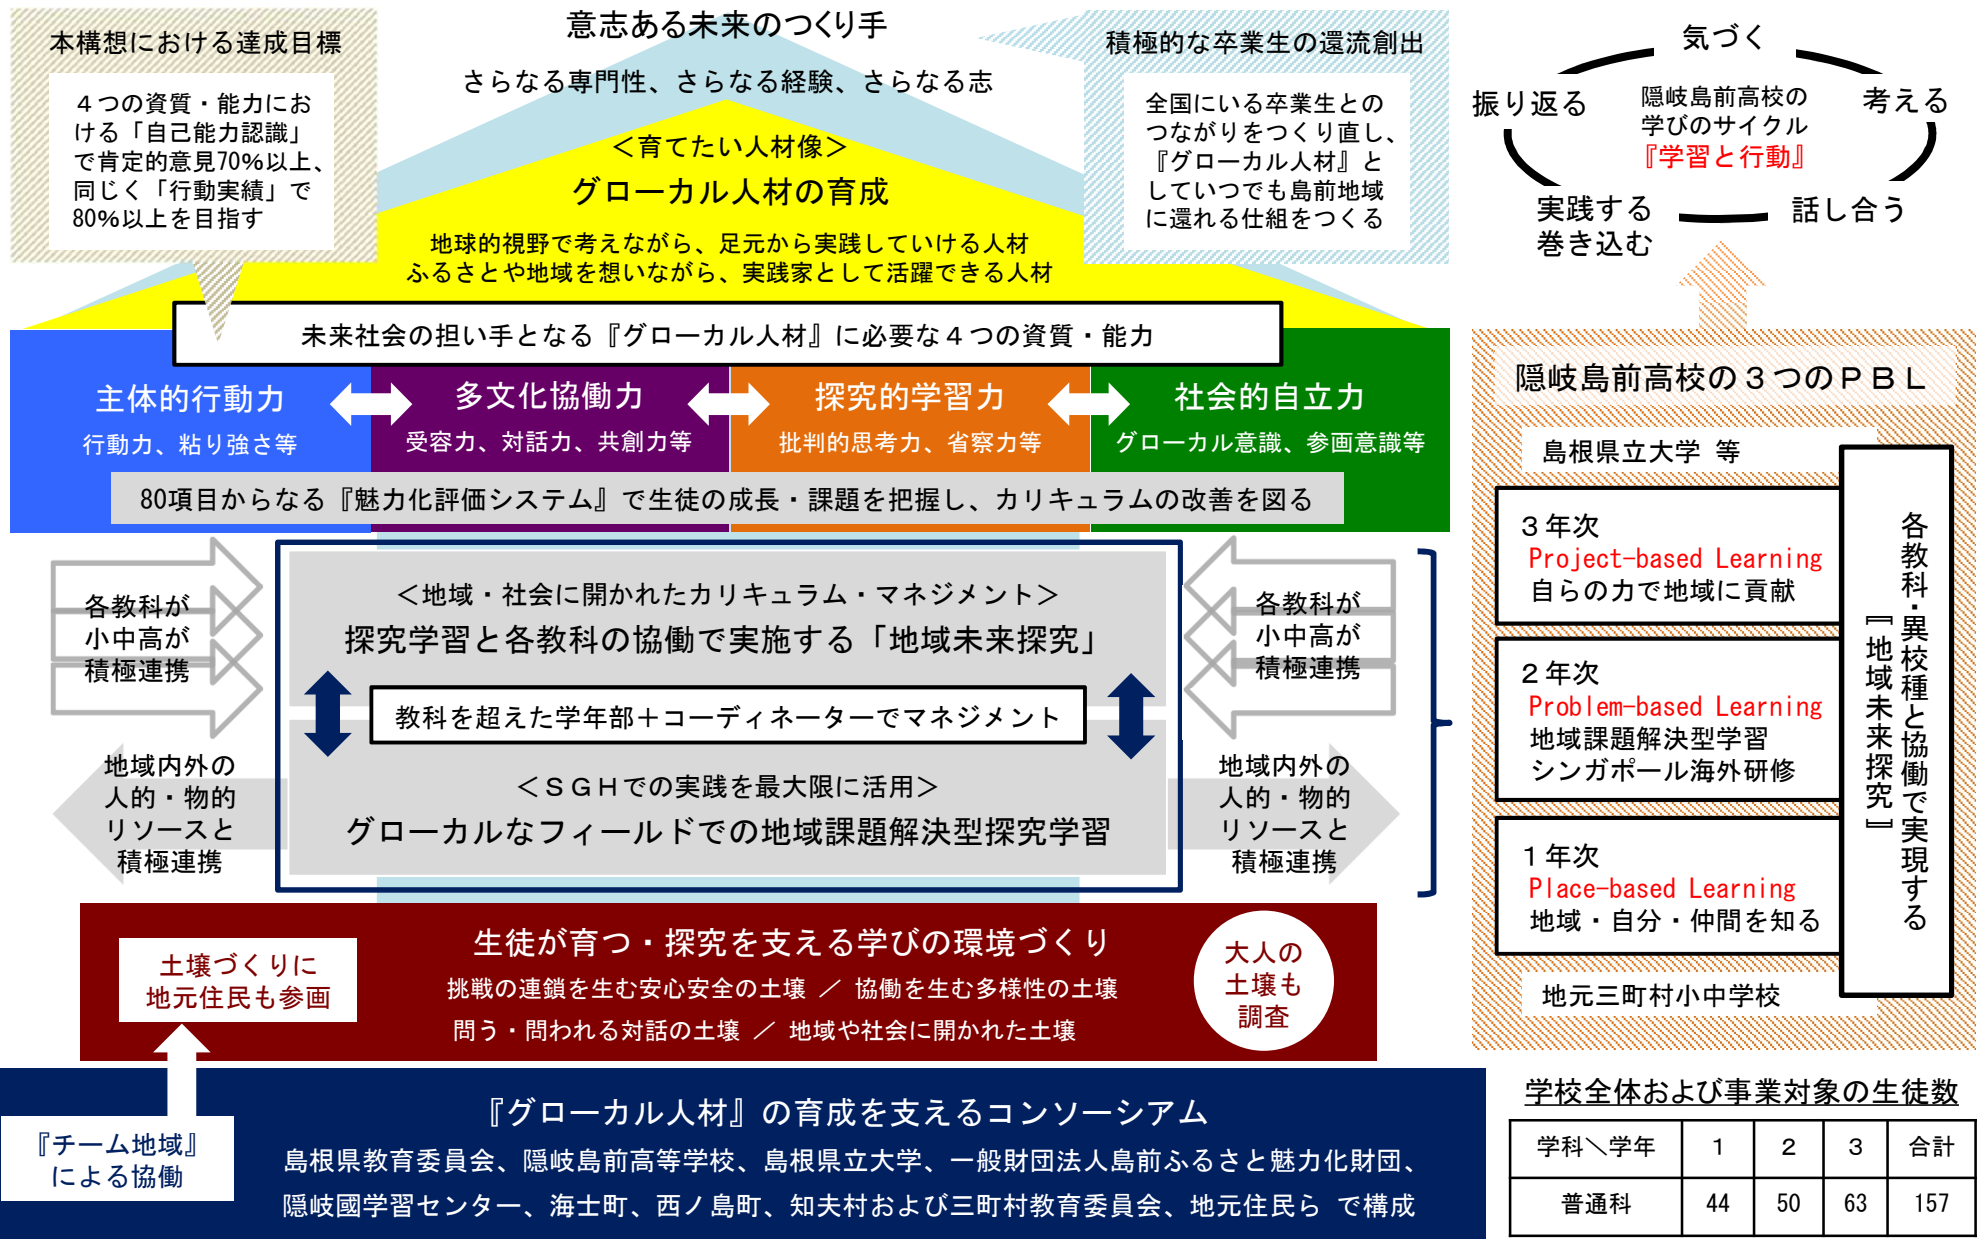 本構想における達成目標
４つの資質・能力にお
ける「自己能力認識」
で肯定的意見70%以上、
同じく「行動実績」で
80%以上を目指す
意志ある未来のつくり手
さらなる専門性、さらなる経験、さらなる志
＜育てたい人材像＞
グローカル人材の育成
地球的視野で考えながら、足元から実践していける人材
ふるさとや地域を想いながら、実践家として活躍できる人材
積極的な卒業生の還流創出
全国にいる卒業生との
つながりをつくり直し、
『グローカル人材』と
していつでも島前地域
に還れる仕組をつくる
未来社会の担い手となる『グローカル人材』に必要な４つの資質・能力
主体的行動力
行動力、粘り強さ等
多文化協働力
受容力、対話力、共創力等
探究的学習力
批判的思考力、省察力等
社会的自立力
グローカル意識、参画意識等
80項目からなる『魅力化評価システム』で生徒の成長・課題を把握し、カリキュラムの改善を図る
各教科が
小中高が
積極連携
＜地域・社会に開かれたカリキュラム・マネジメント＞
探究学習と各教科の協働で実施する「地域未来探究」
教科を超えた学年部＋コーディネーターでマネジメント
＜ＳＧＨでの実践を最大限に活用＞
グローカルなフィールドでの地域課題解決型探究学習
各教科が
小中高が
積極連携
地域内外の
人的・物的
リソースと
積極連携
地域内外の
人的・物的
リソースと
積極連携
土壌づくりに
地元住民も参画
生徒が育つ・探究を支える学びの環境づくり
挑戦の連鎖を生む安心安全の土壌 ／ 協働を生む多様性の土壌
問う・問われる対話の土壌 ／ 地域や社会に開かれた土壌
大人の
土壌も
調査
『チーム地域』
による協働
『グローカル人材』の育成を支えるコンソーシアム
島根県教育委員会、隠岐島前高等学校、島根県立大学、一般財団法人島前ふるさと魅力化財団、
隠岐國学習センター、海士町、西ノ島町、知夫村および三町村教育委員会、地元住民ら で構成
気づく
考える
話し合う
実践する
巻き込む
振り返る
隠岐島前高校の
学びのサイクル
『学習と行動』
隠岐島前高校の３つのＰＢＬ
島根県立大学 等
３年次
Project-based Learning
自らの力で地域に貢献
２年次
Problem-based Learning
地域課題解決型学習
シンガポール海外研修
１年次
Place-based Learning
地域・自分・仲間を知る
地元三町村小中学校
各教科・異校種と協働で実現する
『地域未来探究』
学校全体および事業対象の生徒数
学科＼学年 1 2 3 合計
普通科 44 50 63 157